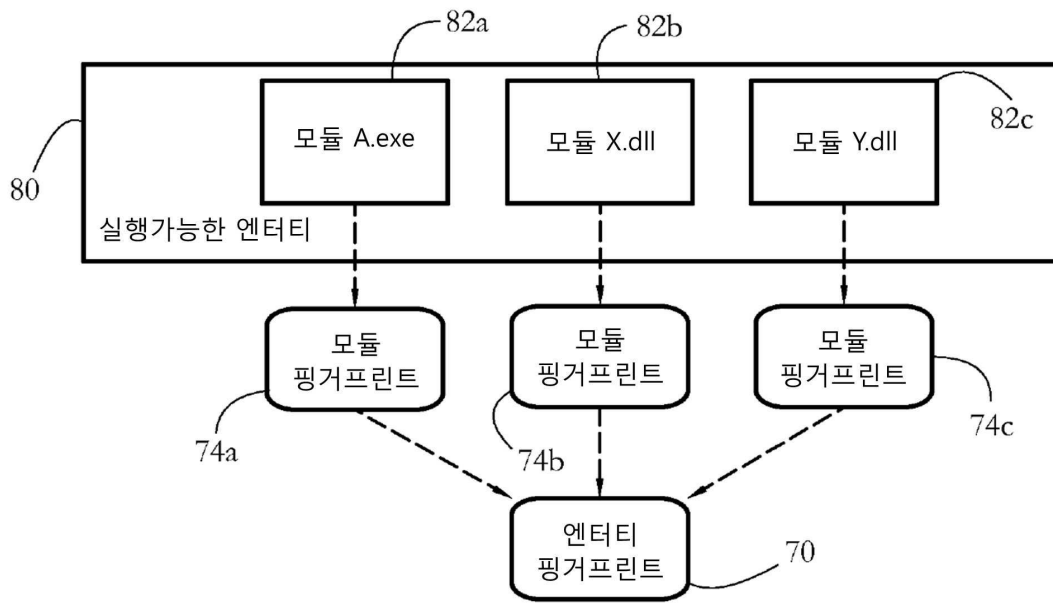 82a
82b
82c
모듈 A.exe
모듈 X.dll
모듈 Y.dll
80
실행가능한 엔터티
모듈
핑거프린트
모듈
핑거프린트
모듈
핑거프린트
74a
74b
74c
엔터티
핑거프린트
70